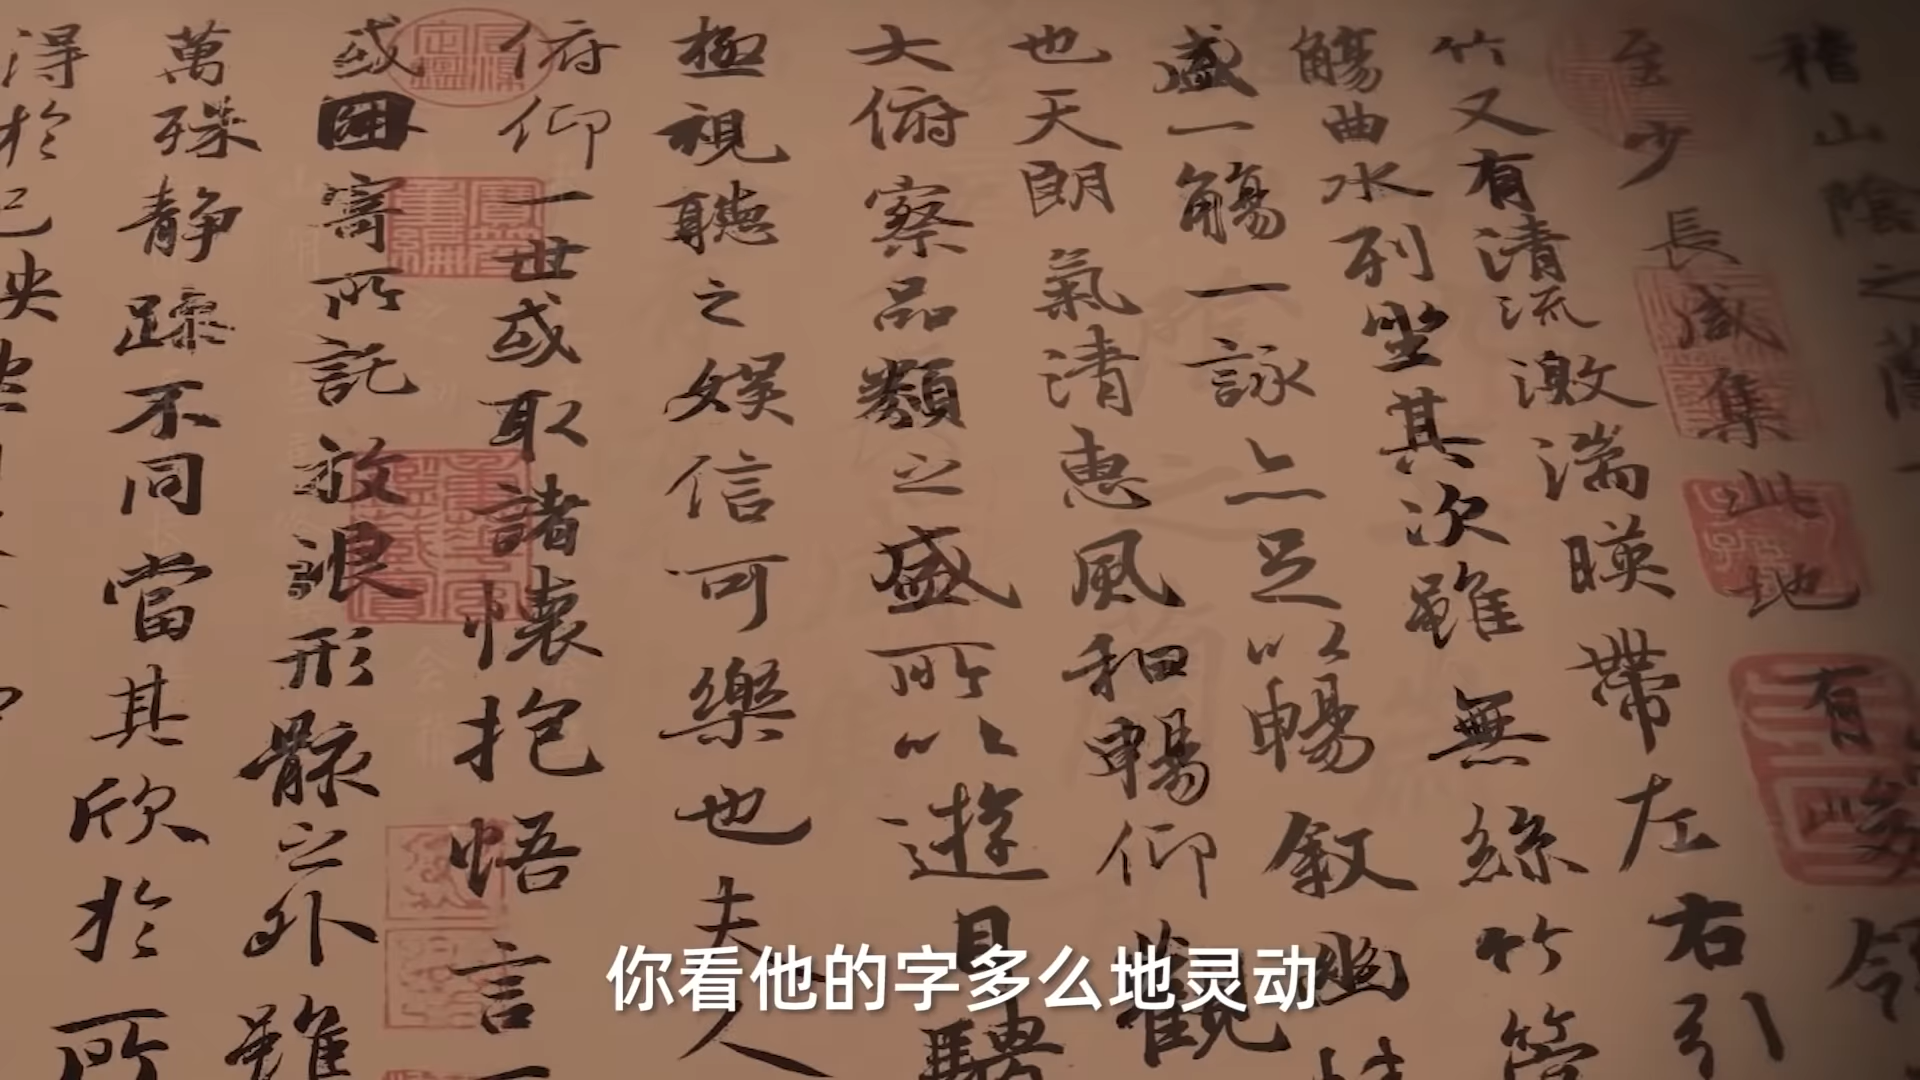 稽山陰之蘭
至少長咸集此地有峻領
竹又有清流激湍暎帶左右引
觴曲水列坐其次雖無絲竹管
盛一觴一詠亦足以暢敘幽情
也天朗氣清惠風和暢仰觀
大俯察品類之盛所以遊目騁
極視聽之娛信可樂也夫人
俯仰一世或取諸懷抱悟言一
或因寄所託放浪形骸之外雖
萬殊靜躁不同當其欣於所
得於己
你看他的字多么地灵动